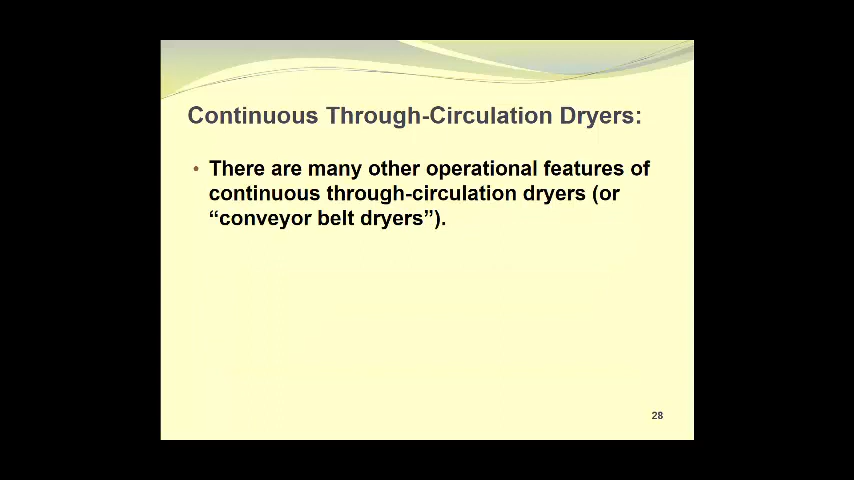 Continuous Through-Circulation Dryers:
• There are many other operational features of
continuous through-circulation dryers (or
“conveyor belt dryers”).
28